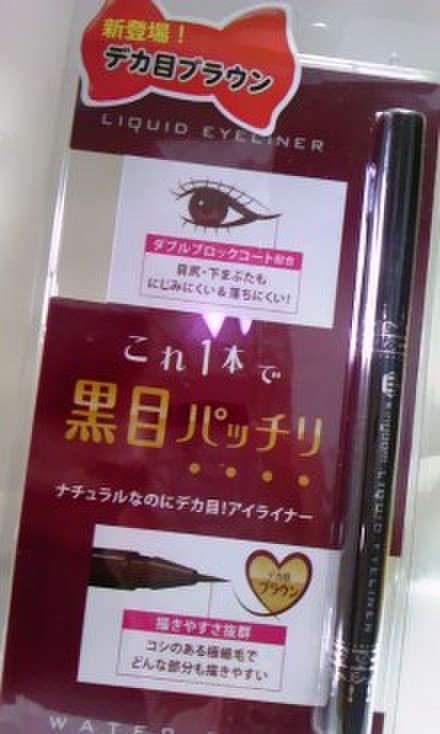 新登場！
デカ目ブラウン
LIQUID EYELINER
ダブルブロックコート配合
目尻・下まぶたも
にじみにくい&落ちにくい!
これ1本で
黒目パッチリ
ナチュラルなのにデカ目!アイライナー
デカ目
ブラウン
描きやすさ抜群
コシのある極細毛で
どんな部分も描きやすい
WATER
LIQUID EYELINER